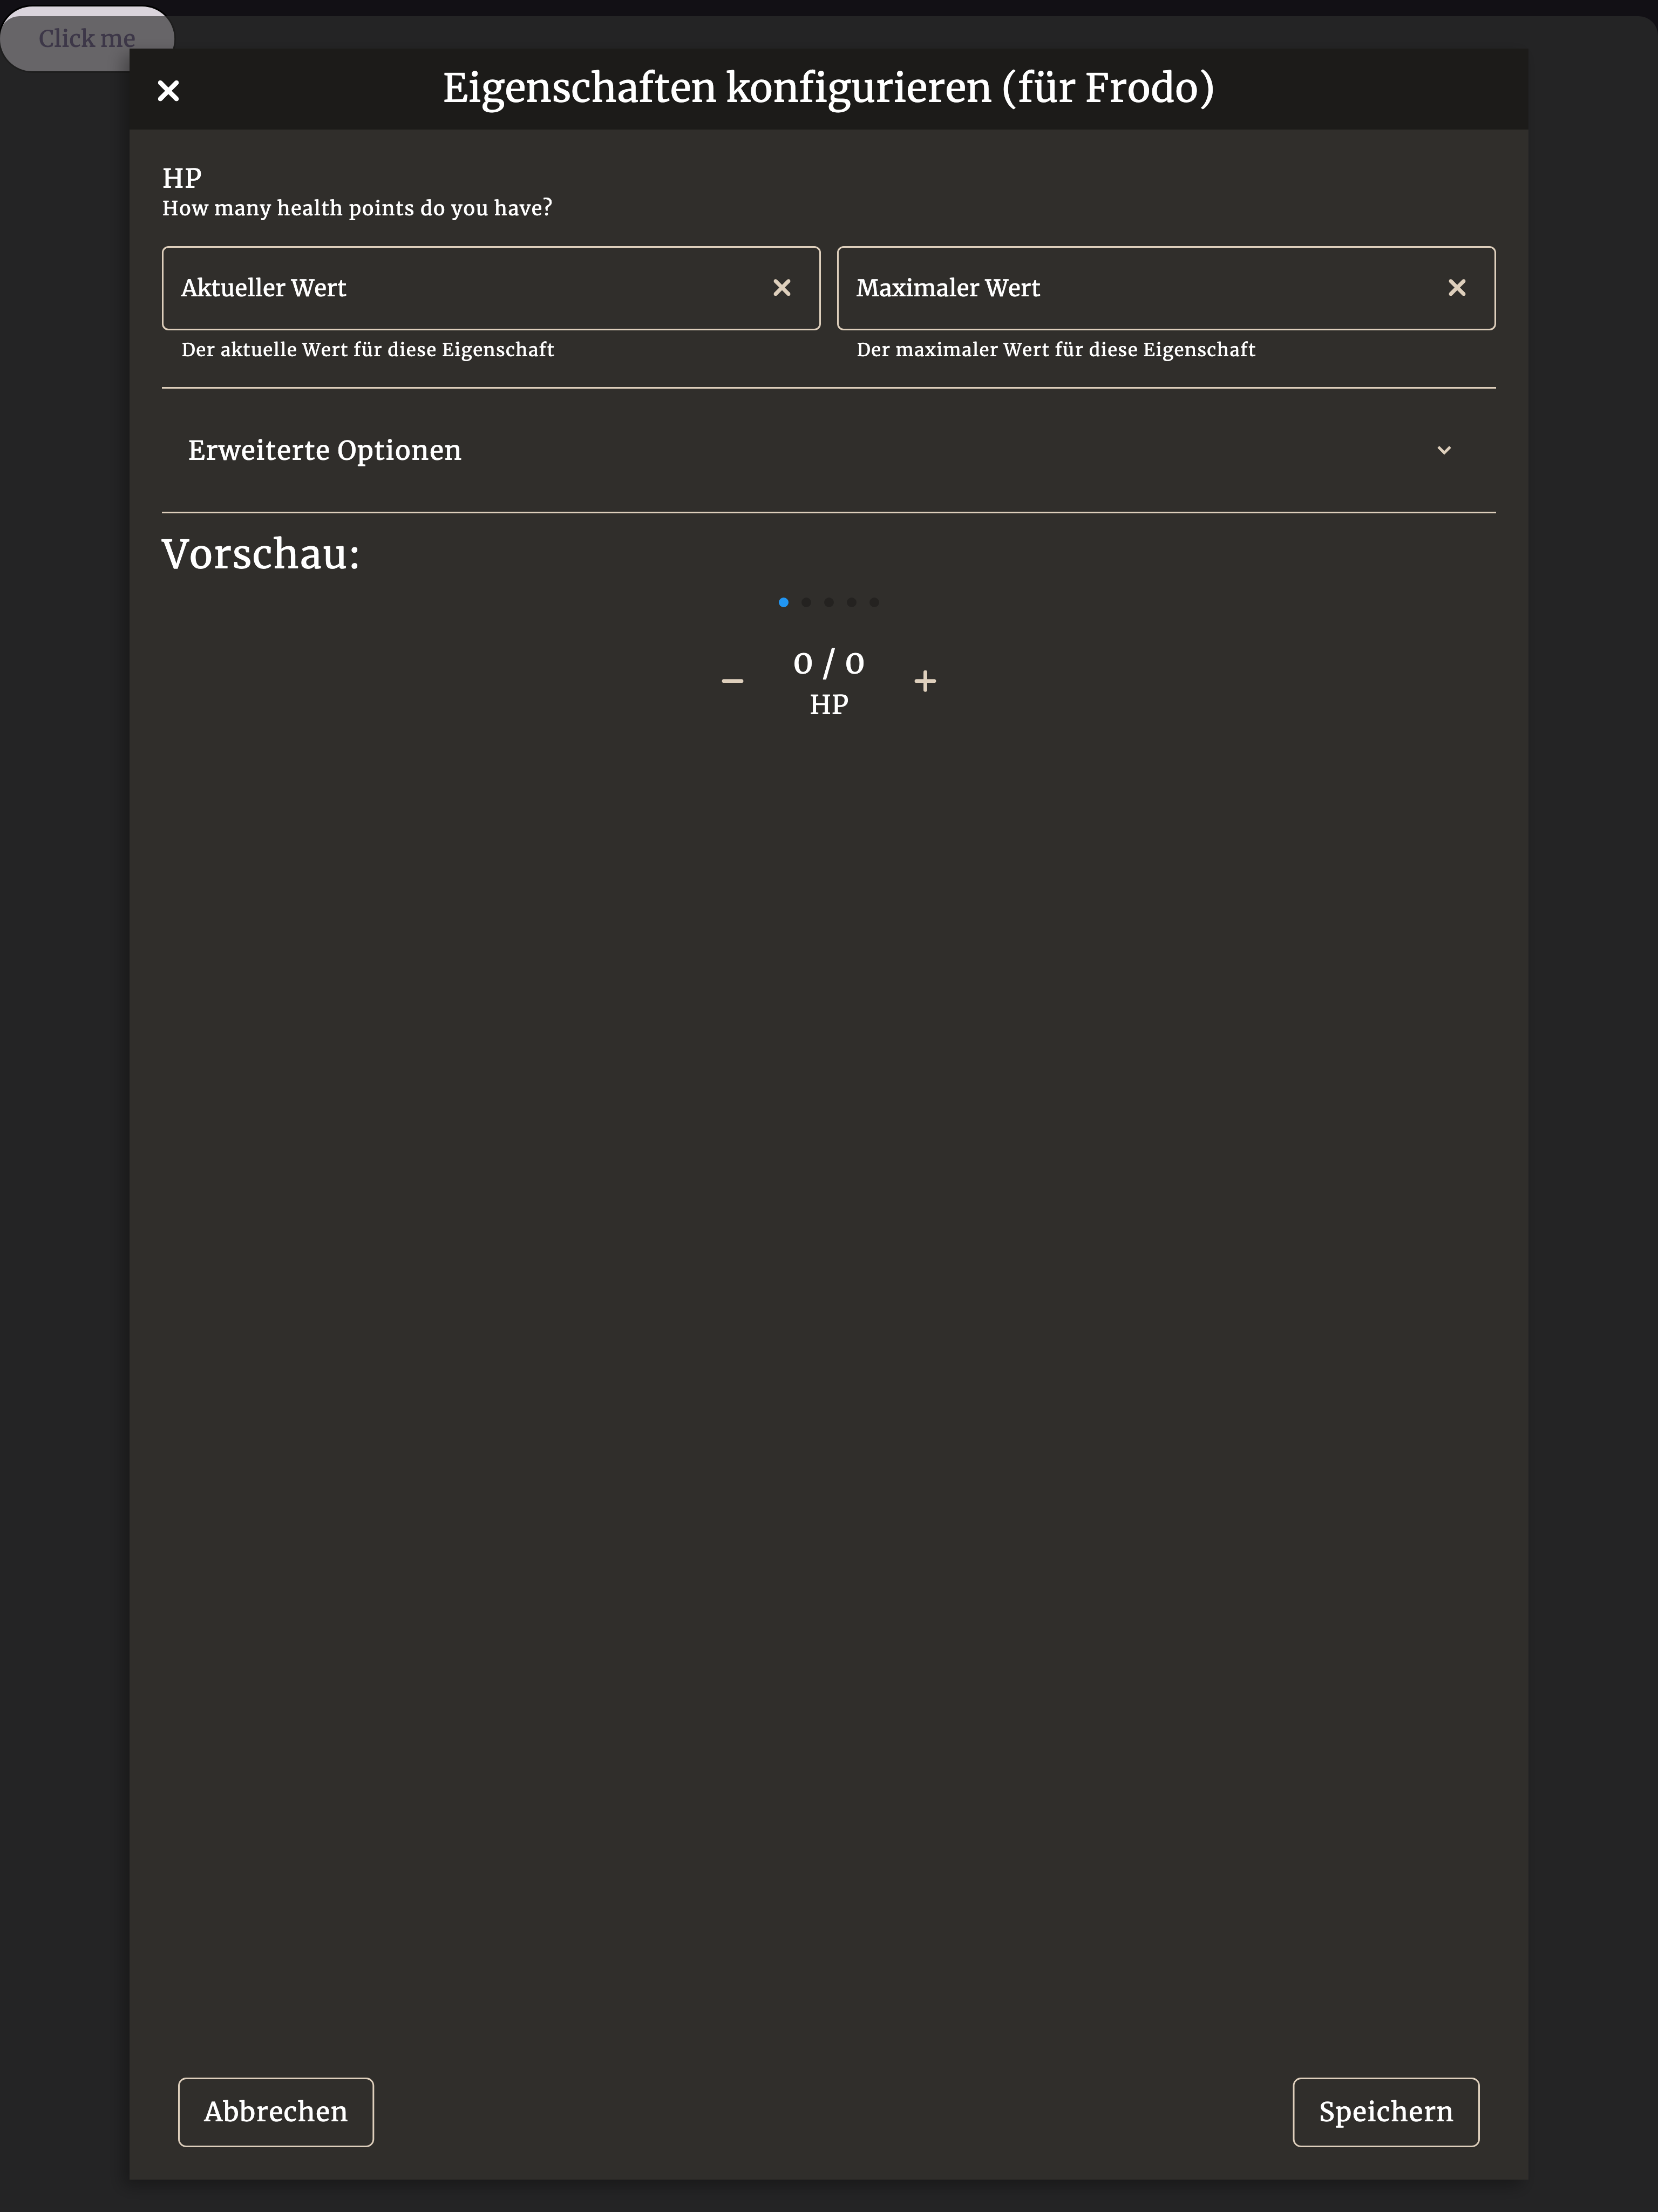 Click me
Eigenschaften konfigurieren (für Frodo)
HP
How many health points do you have?
Aktueller Wert
Maximaler Wert
Der aktuelle Wert für diese Eigenschaft
Der maximaler Wert für diese Eigenschaft
Erweiterte Optionen
Vorschau:
0 / 0
HP
Abbrechen
Speichern